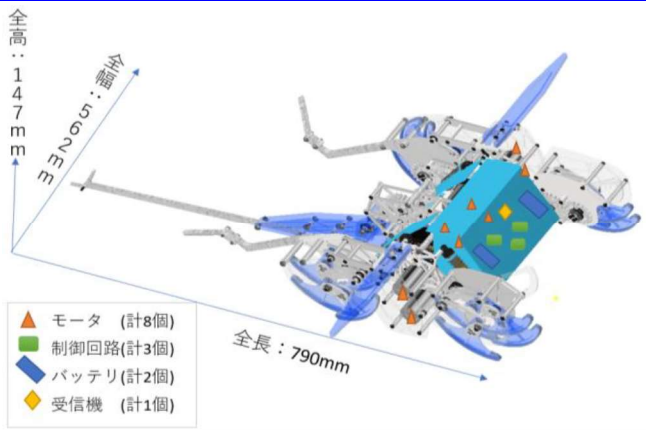 全高：147mm
全幅：562mm
全長：790mm
モータ (計8個)
制御回路(計3個)
バッテリ(計2個)
受信機 (計1個)